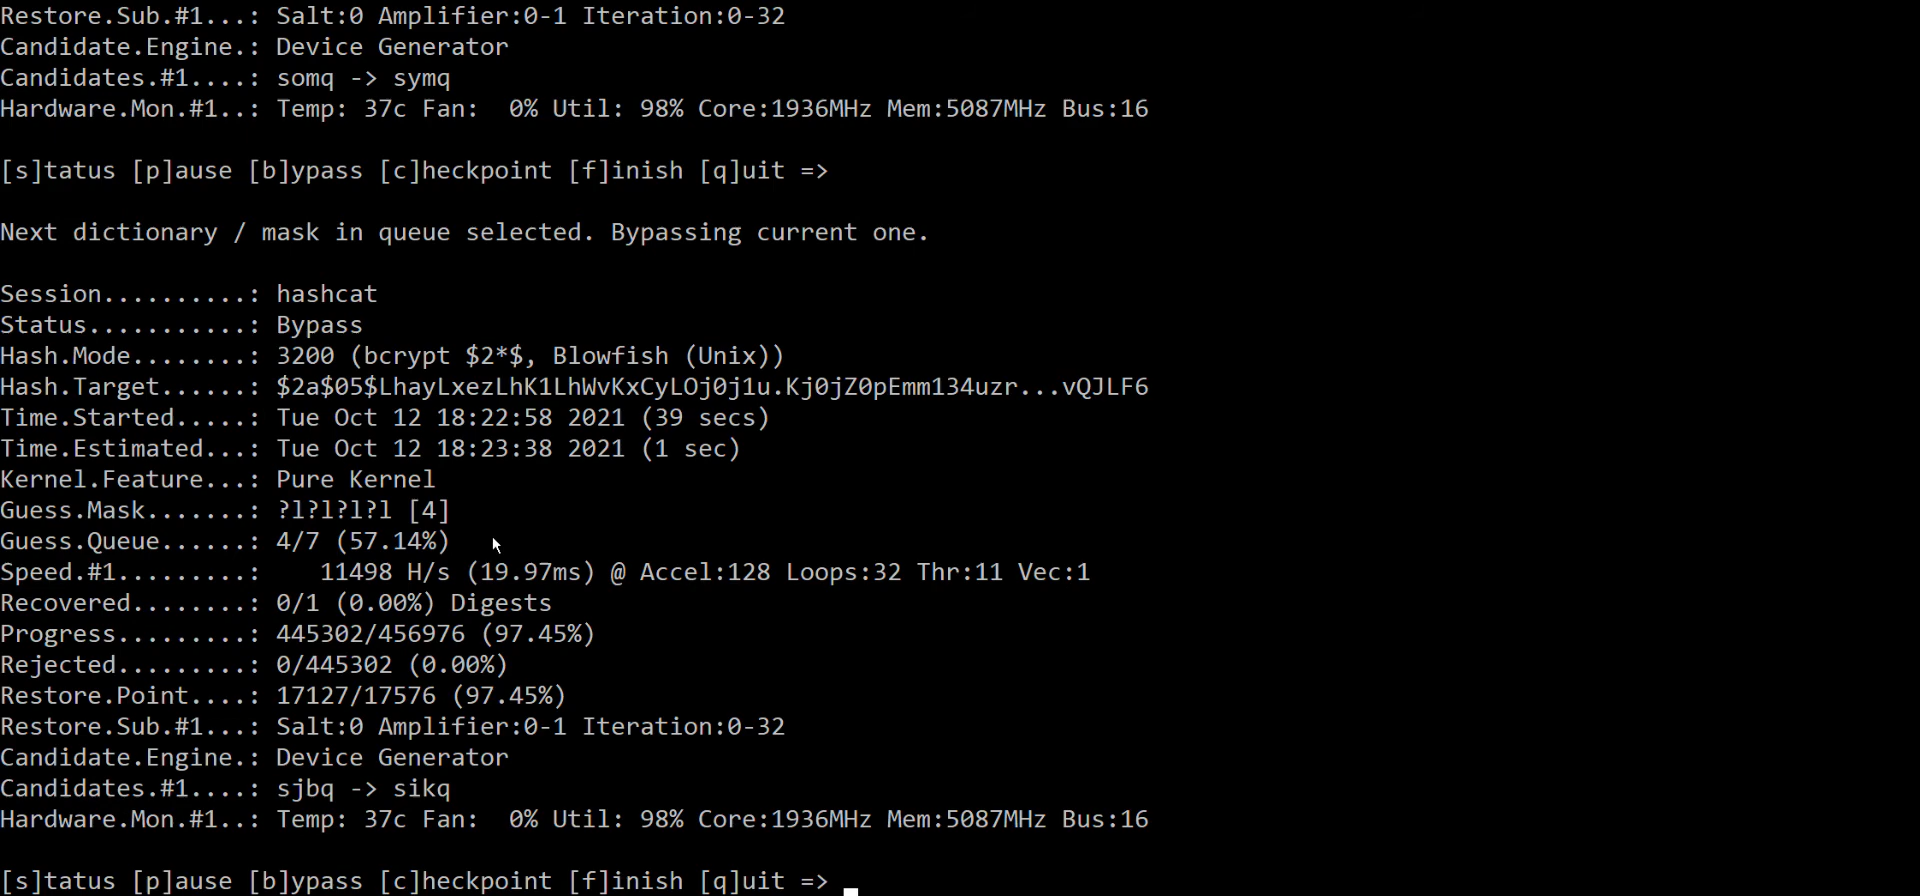 Restore.Sub.#1...: Salt:0 Amplifier:0-1 Iteration:0-32
Candidate.Engine.: Device Generator
Candidates.#1....: somq -> symq
Hardware.Mon.#1..: Temp: 37c Fan:  0% Util: 98% Core:1936MHz Mem:5087MHz Bus:16
[s]tatus [p]ause [b]ypass [c]heckpoint [f]inish [q]uit =>
Next dictionary / mask in queue selected. Bypassing current one.
Session..........: hashcat
Status...........: Bypass
Hash.Mode........: 3200 (bcrypt $2*$, Blowfish (Unix))
Hash.Target......: $2a$05$LhayLxezLhK1LhWvKxCyLOj0j1u.Kj0jZ0pEmm134uzr...vQJLF6
Time.Started.....: Tue Oct 12 18:22:58 2021 (39 secs)
Time.Estimated...: Tue Oct 12 18:23:38 2021 (1 sec)
Kernel.Feature...: Pure Kernel
Guess.Mask.......: ?l?l?l?l [4]
Guess.Queue......: 4/7 (57.14%)
Speed.#1.........:    11498 H/s (19.97ms) @ Accel:128 Loops:32 Thr:11 Vec:1
Recovered........: 0/1 (0.00%) Digests
Progress.........: 445302/456976 (97.45%)
Rejected.........: 0/445302 (0.00%)
Restore.Point....: 17127/17576 (97.45%)
Restore.Sub.#1...: Salt:0 Amplifier:0-1 Iteration:0-32
Candidate.Engine.: Device Generator
Candidates.#1....: sjbq -> sikq
Hardware.Mon.#1..: Temp: 37c Fan:  0% Util: 98% Core:1936MHz Mem:5087MHz Bus:16
[s]tatus [p]ause [b]ypass [c]heckpoint [f]inish [q]uit =>